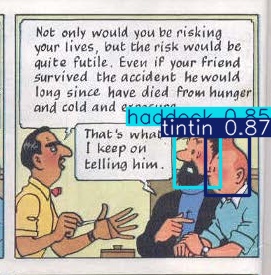 Not only would you be risking
your lives, but the risk would be
quite futile. Even if your friend
survived the accident he would
long since have died from hunger
and cold and exposure.
haddock 0.85
tintin 0.87
That's what
I keep on
telling him.